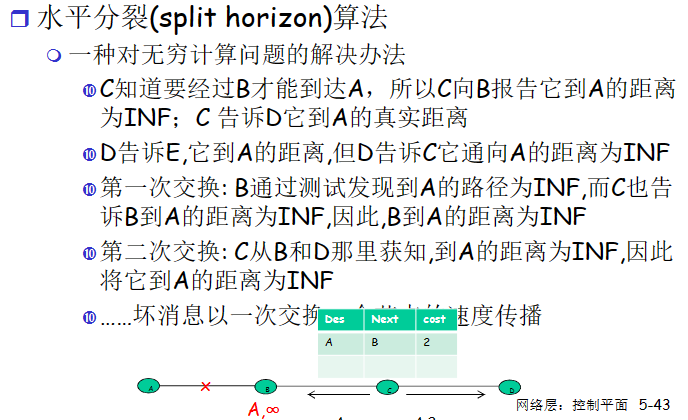 水平分裂(split horizon)算法
一种对无穷计算问题的解决办法
C知道要经过B才能到达A，所以C向B报告它到A的距离
为INF；C 告诉D它到A的真实距离
D告诉E,它到A的距离,但D告诉C它通向A的距离为INF
第一次交换: B通过测试发现到A的路径为INF,而C也告
诉B到A的距离为INF,因此,B到A的距离为INF
第二次交换: C从B和D那里获知,到A的距离为INF,因此
将它到A的距离为INF
……坏消息以一次交换 速度传播
Des Next cost
A B 2
A B C D
A,∞
网络层：控制平面 5-43